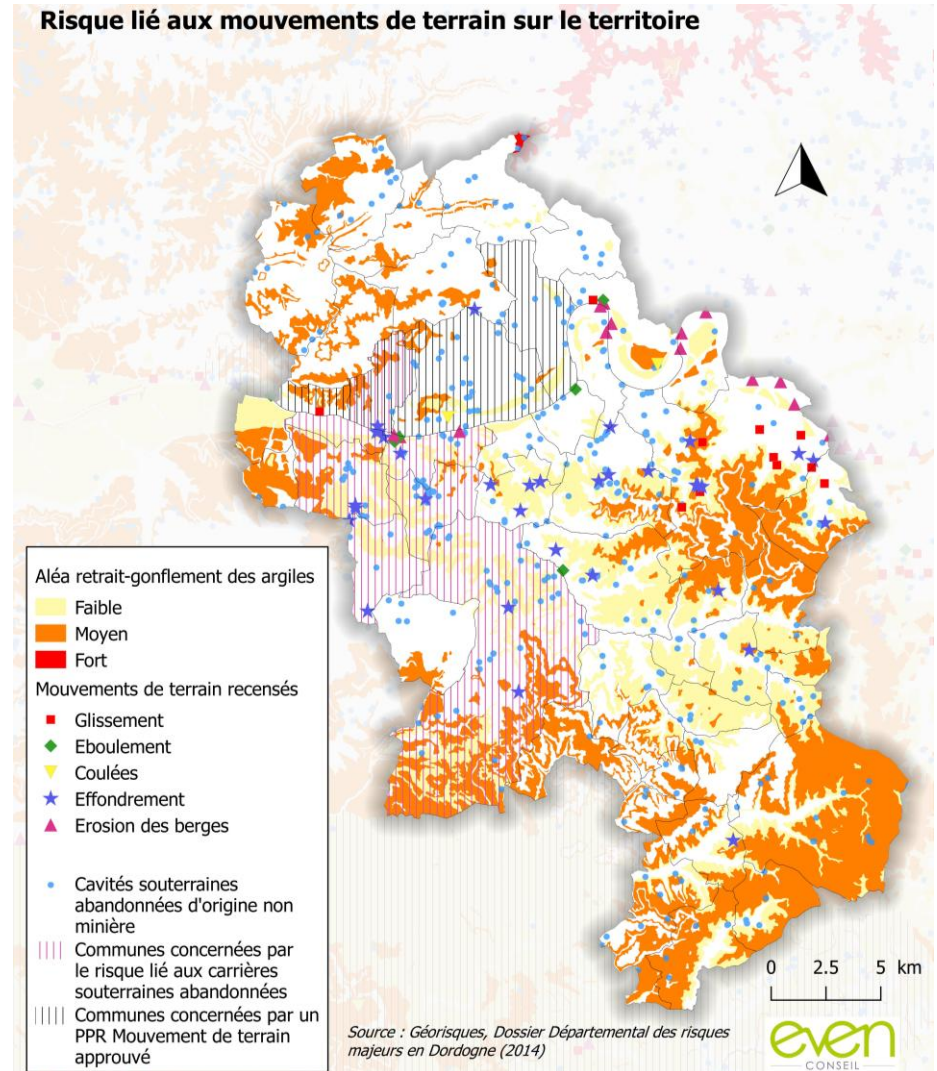 Risque lié aux mouvements de terrain sur le territoire
Aléa retrait-gonflement des argiles
Faible
Moyen
Fort
Mouvements de terrain recensés
Glissement
Eboulement
Coulées
Effondrement
Erosion des berges
Cavités souterraines
abandonnées d'origine non
minière
Communes concernées par
le risque lié aux carrières
souterraines abandonnées
Communes concernées par un
PPR Mouvement de terrain
approuvé
Source : Géorisques, Dossier Départemental des risques
majeurs en Dordogne (2014)
0 2.5 5 km
even
CONSEIL